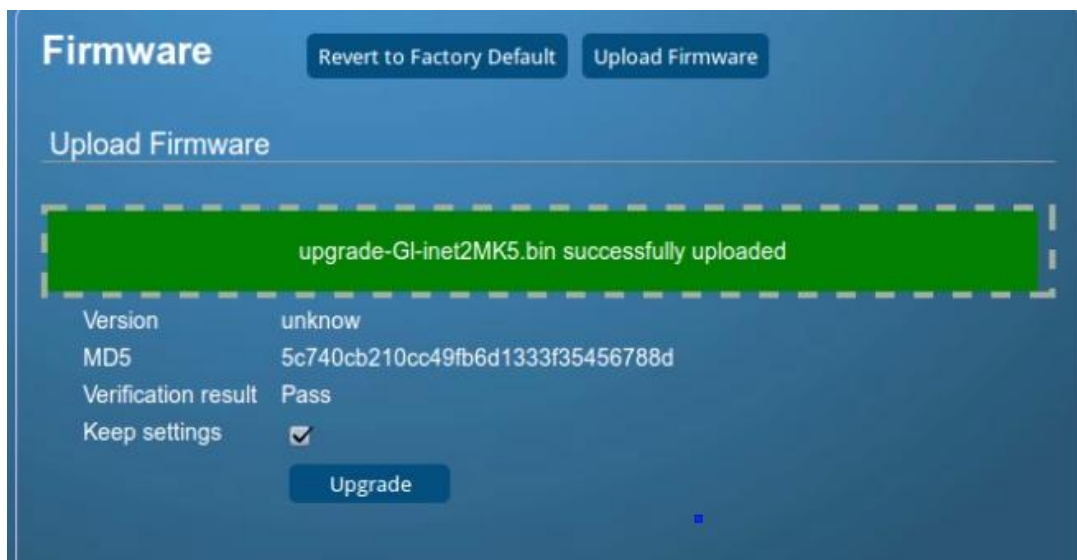 Firmware
Revert to Factory Default
Upload Firmware
Upload Firmware
upgrade-Gl-inet2MK5.bin successfully uploaded
Version unknow
MD5 5c740cb210cc49fb6d1333f35456788d
Verification result Pass
Keep settings
Upgrade